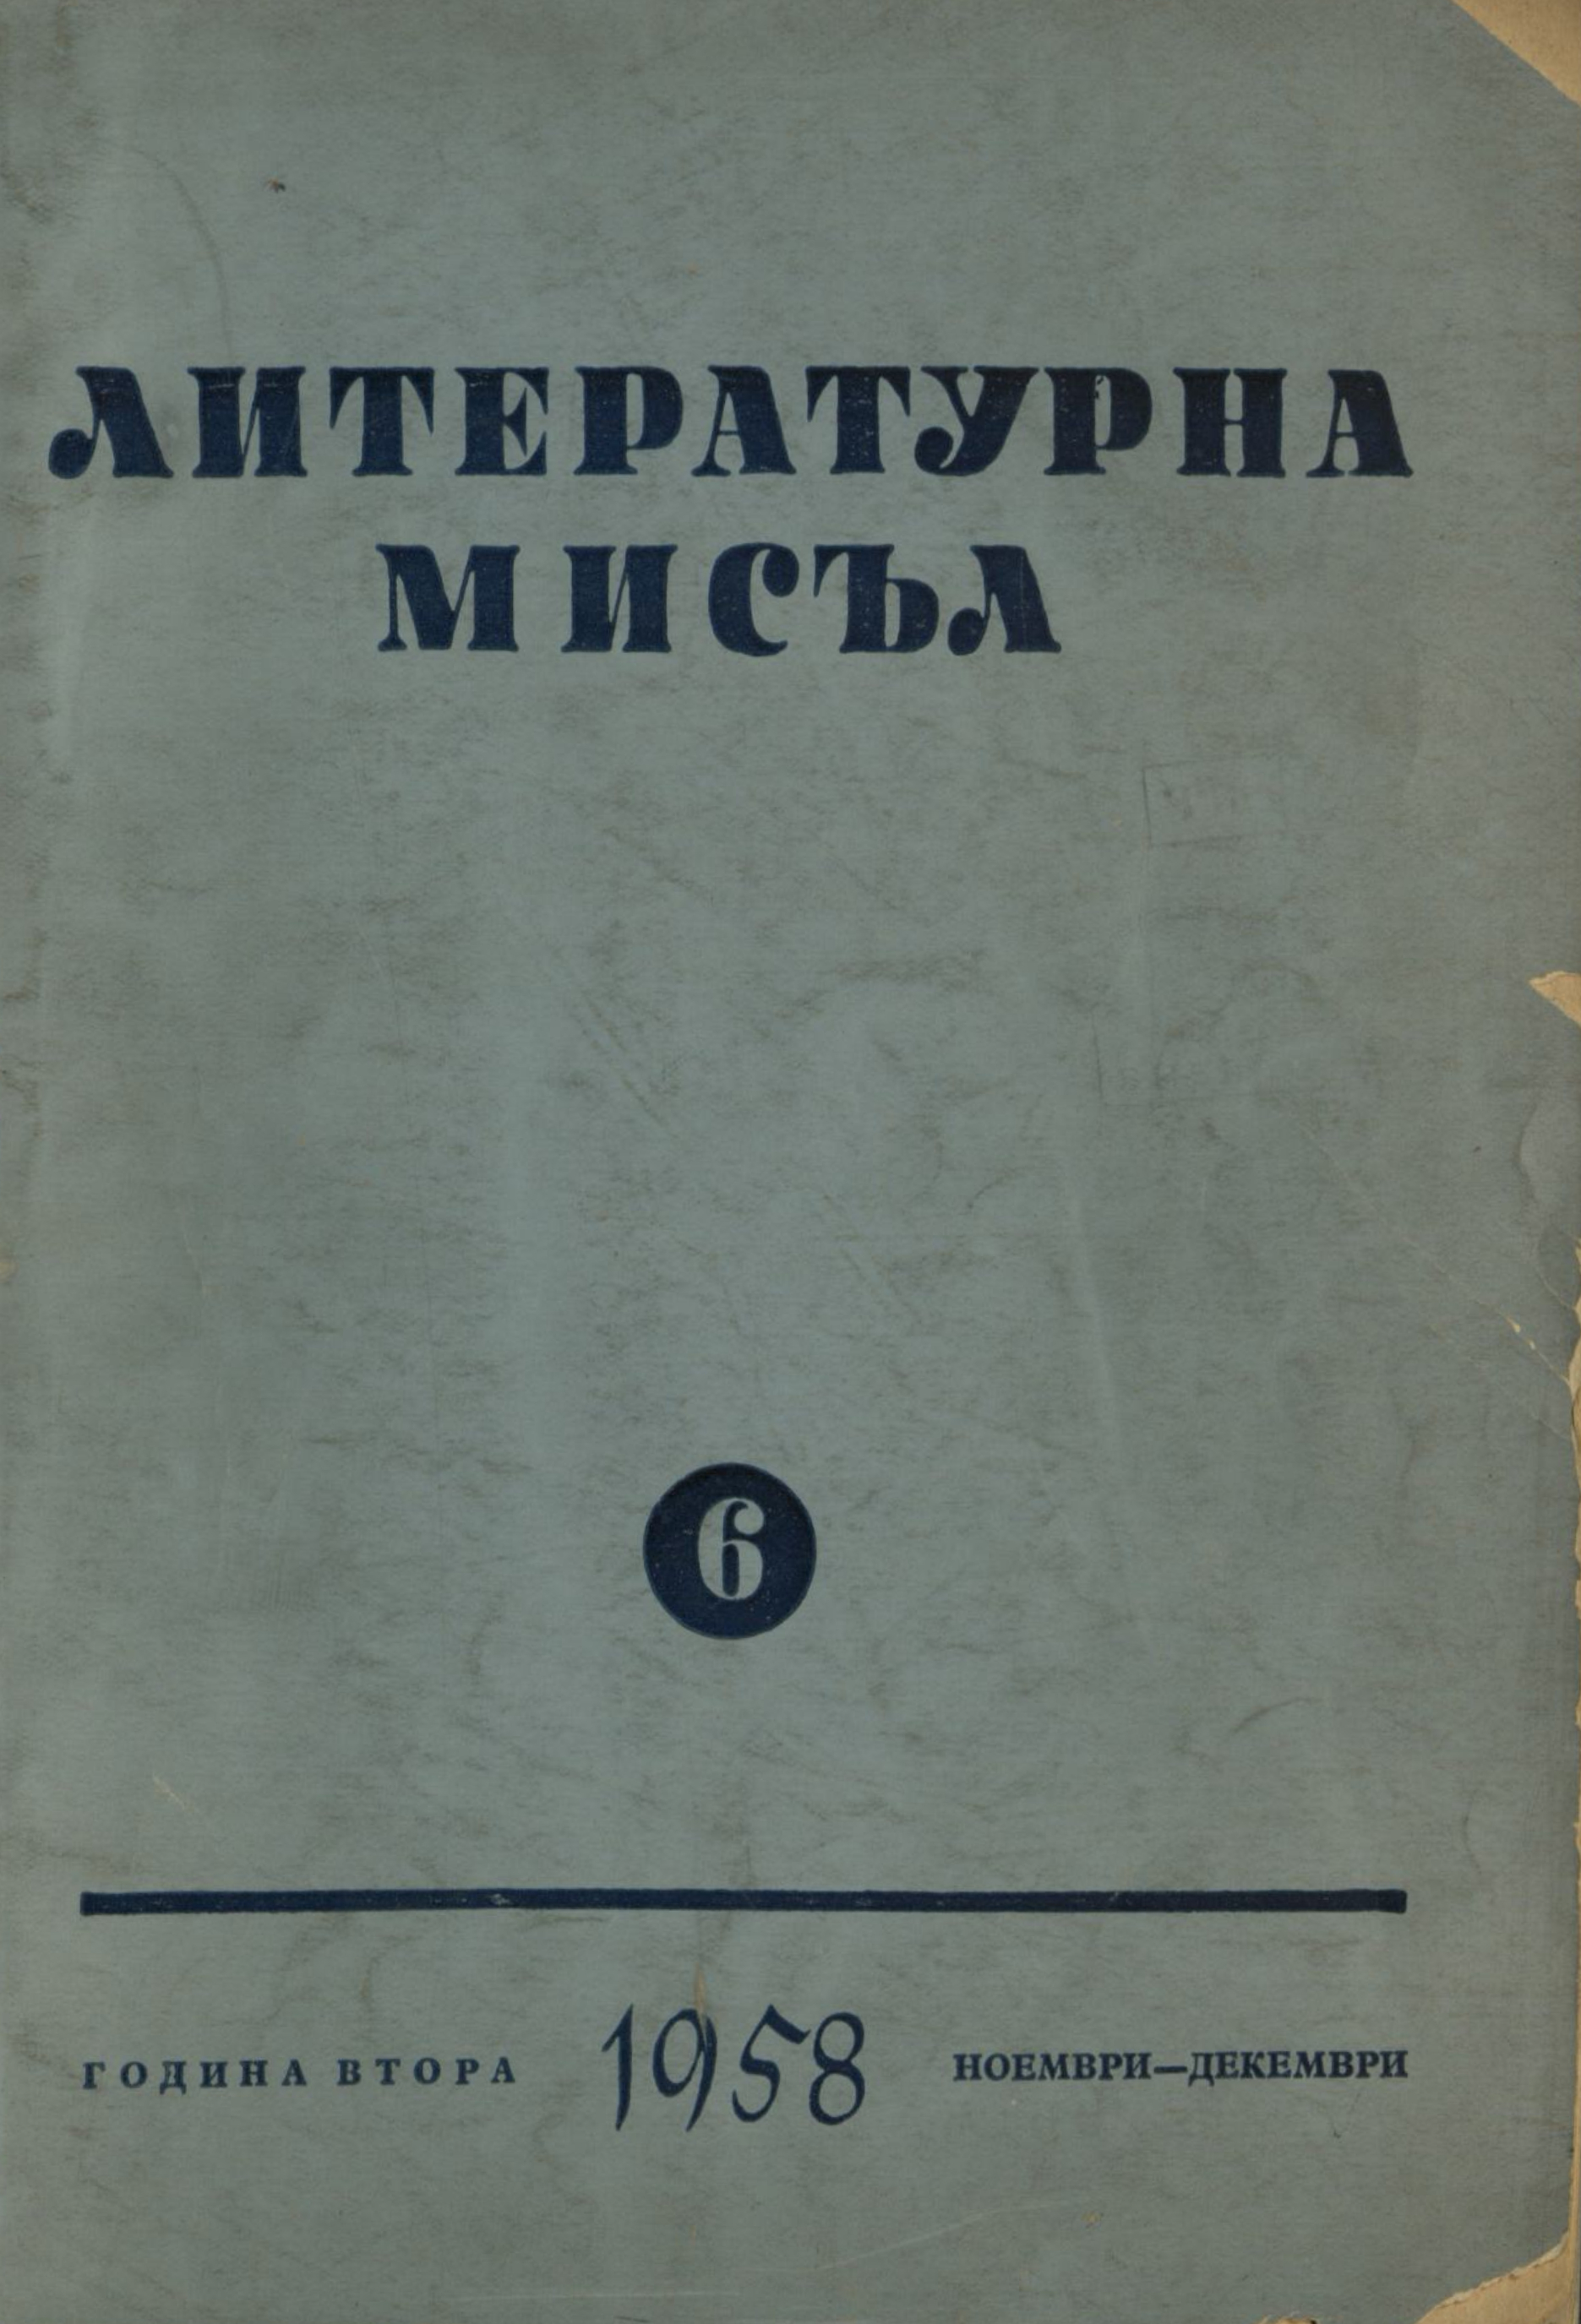 ЛИТЕРАТУРНА
МИСЪЛ
6
ГОДИНА ВТОРА 1958 НОЕМВРИ—ДЕКЕМВРИ